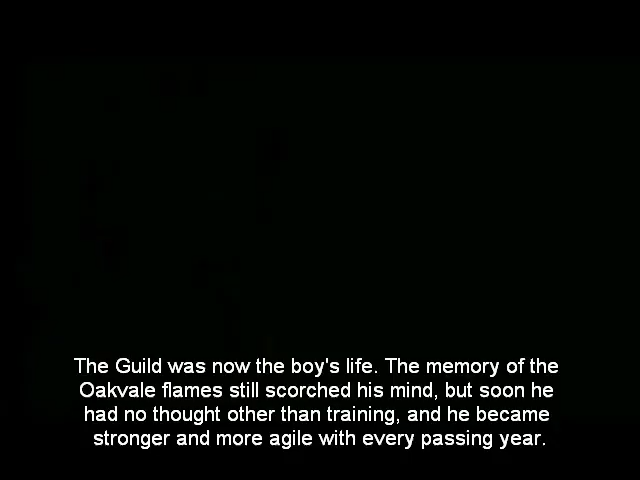 The Guild was now the boy's life. The memory of the
Oakvale flames still scorched his mind, but soon he
had no thought other than training, and he became
stronger and more agile with every passing year.